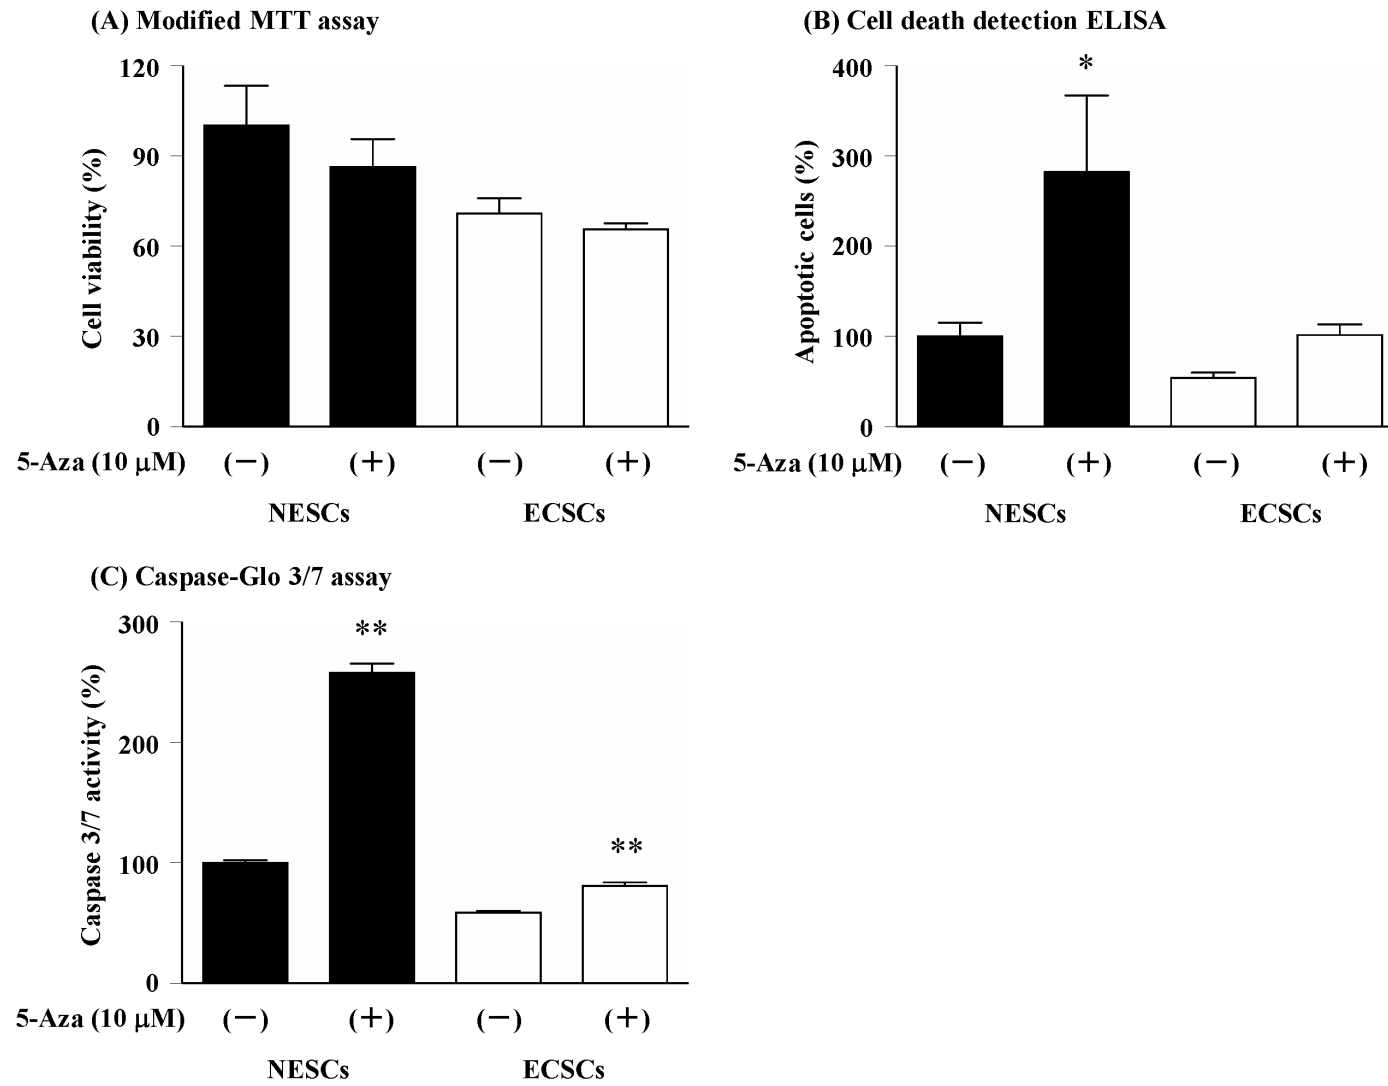 (A) Modified MTT assay
Cell viability (%)
120
90
60
30
0
5-Aza (10 μM) (−) (+) (−) (+)
NESCs ECSCs
(B) Cell death detection ELISA
Apoptotic cells (%)
400
300
200
100
0
*
5-Aza (10 μM) (−) (+) (−) (+)
NESCs ECSCs
(C) Caspase-Glo 3/7 assay
Caspase 3/7 activity (%)
300
200
100
0
**
**
5-Aza (10 μM) (−) (+) (−) (+)
NESCs ECSCs